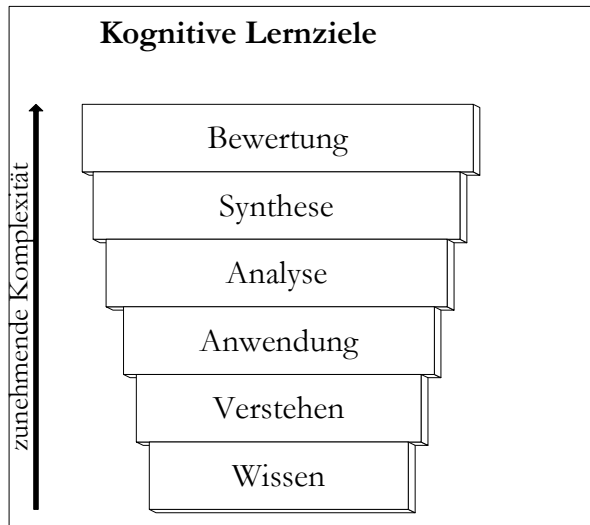 Kognitive Lernziele
zunehmende Komplexität
Bewertung
Synthese
Analyse
Anwendung
Verstehen
Wissen